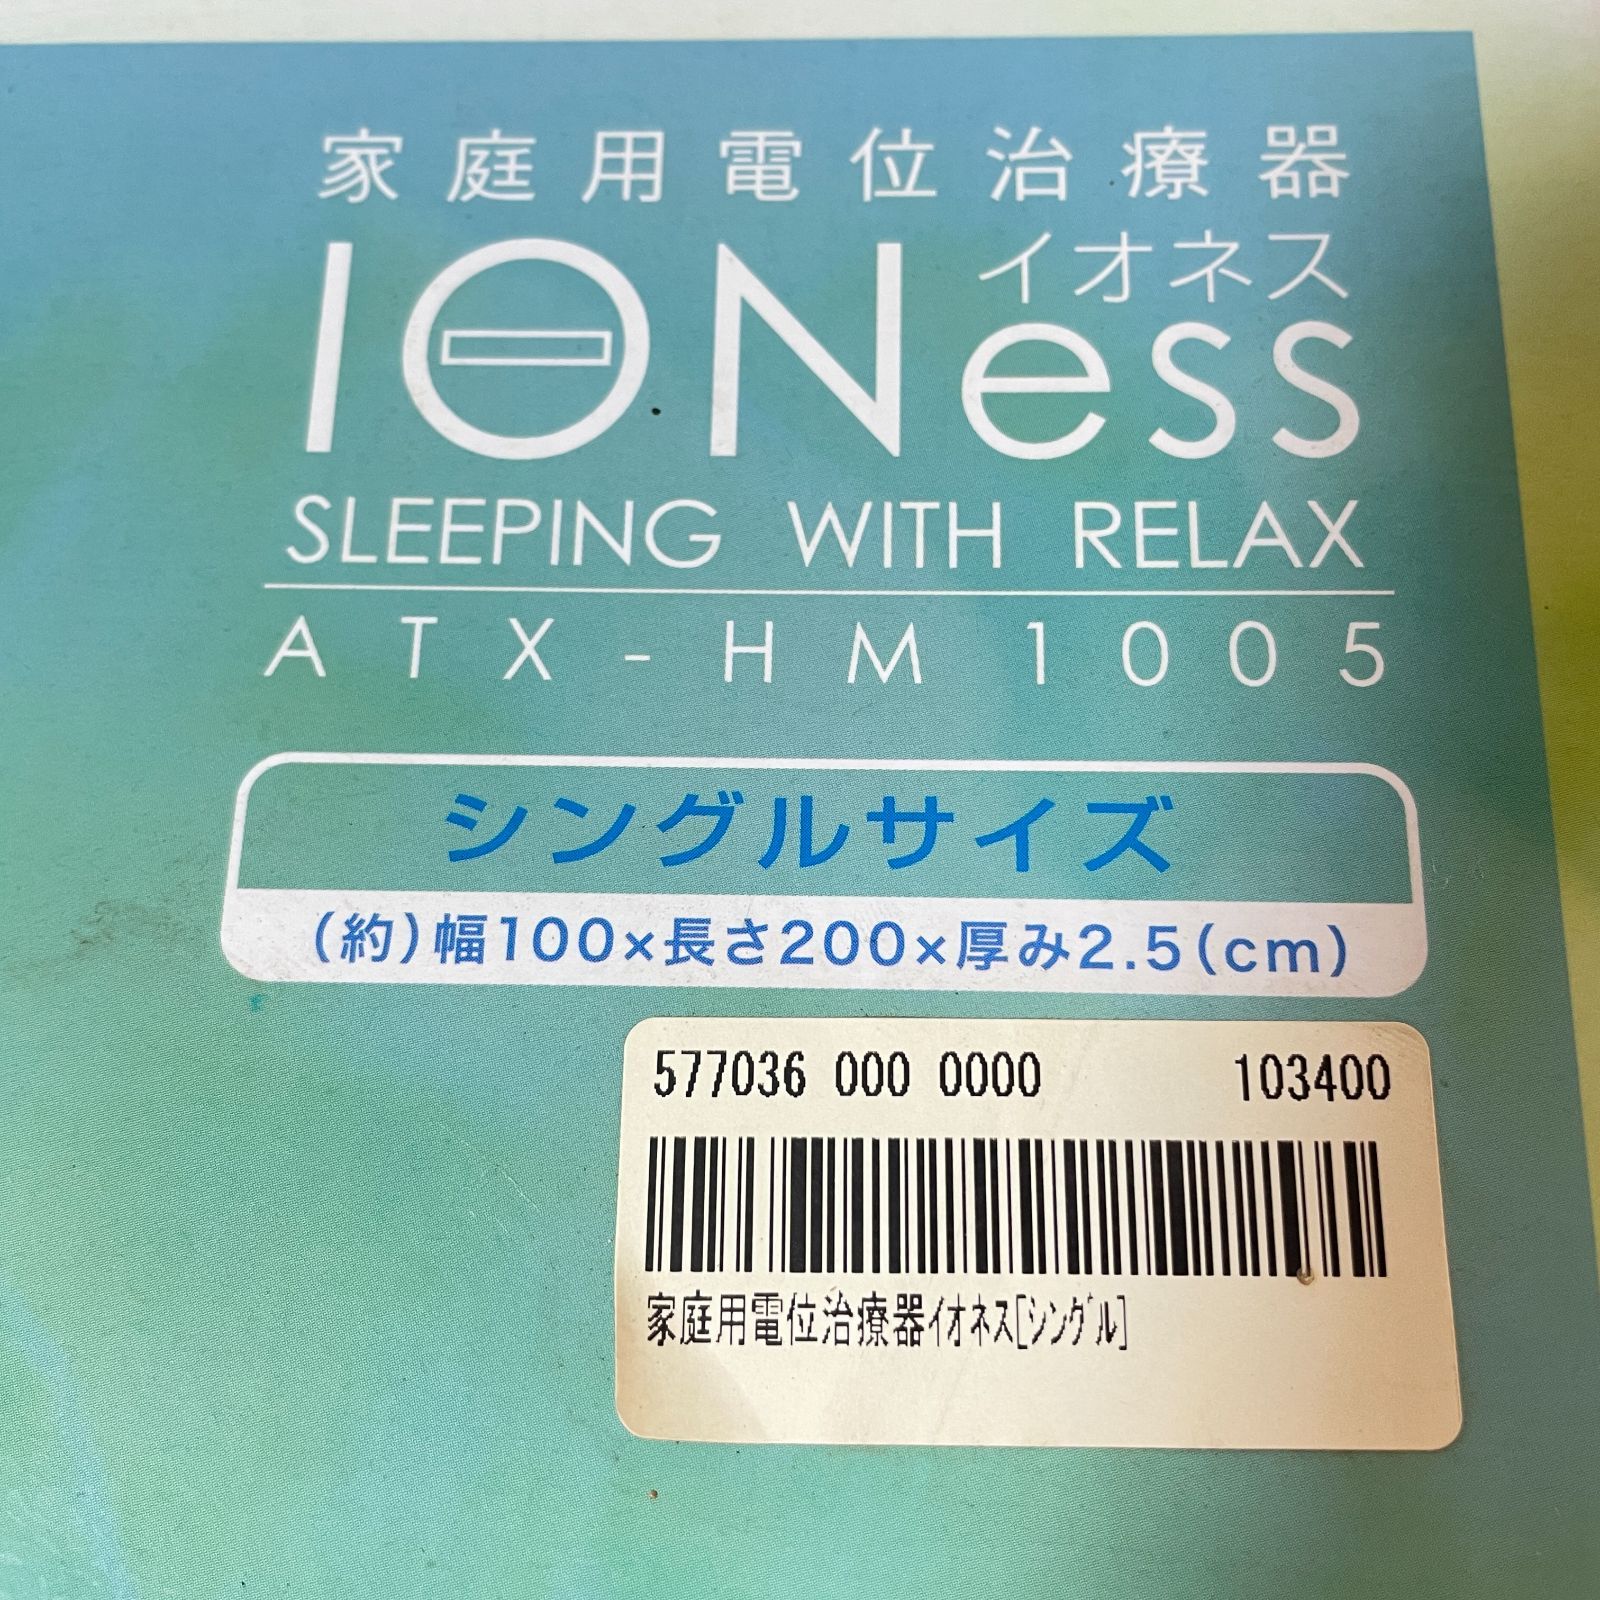 家庭用電位治療器
イオネス
IONess
SLEEPING WITH RELAX
ATX-HM1005
シングルサイズ
(約)幅100×長さ200×厚み2.5(cm)
577036 000 0000 103400
家庭用電位治療器ｲｵﾈｽ[ｼﾝｸﾞﾙ]